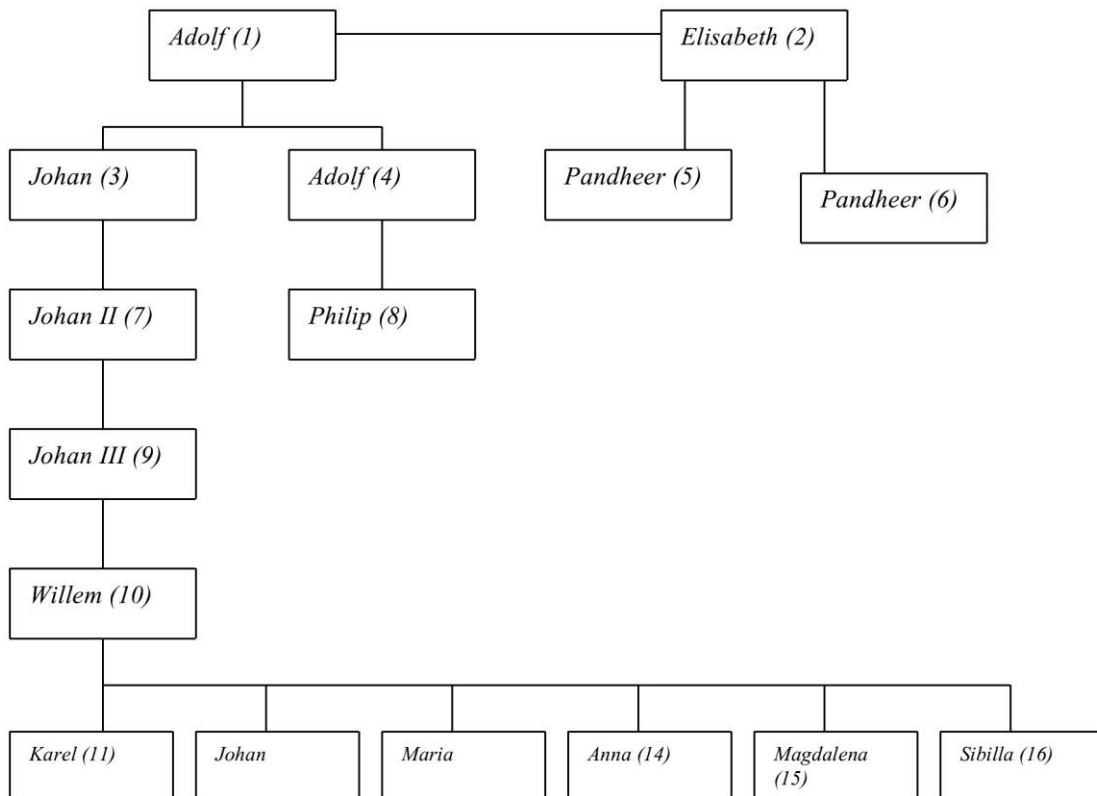 Adolf (1)
Elisabeth (2)
Johan (3)
Adolf (4)
Pandheer (5)
Pandheer (6)
Johan II (7)
Philip (8)
Johan III (9)
Willem (10)
Karel (11)
Johan
Maria
Anna (14)
Magdalena
(15)
Sibilla (16)